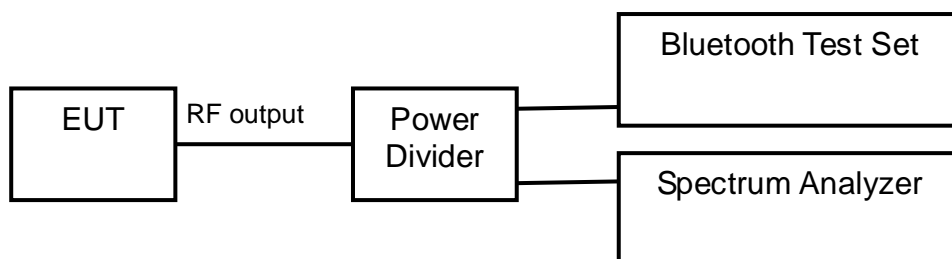 Bluetooth Test Set
EUT
RF output
Power
Divider
Spectrum Analyzer